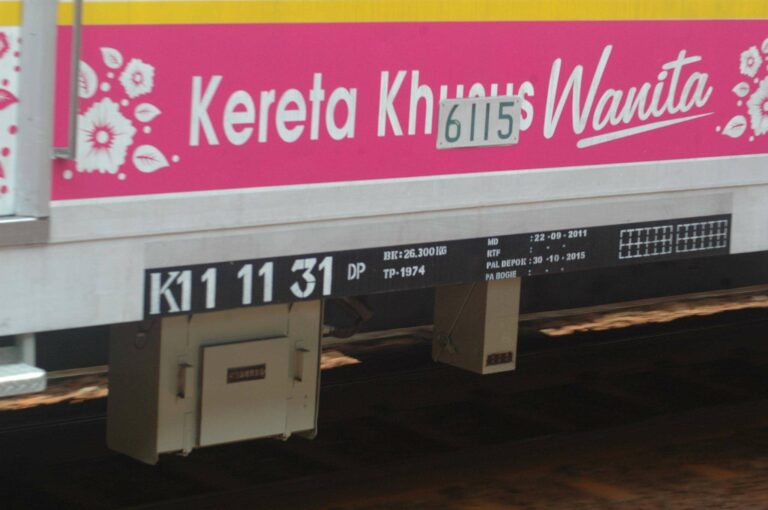 Kereta Khusus Wanita
6115
K11 11 31 DP
BK:26,300 KG
TP-1974
MD : 22-09-2011
RTF : - -
PAL DEPOK : 30-10-2015
PA BOGIE : - -